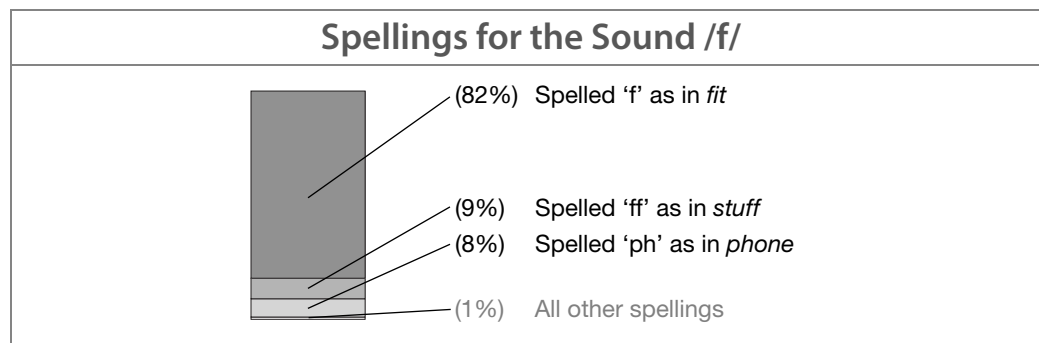 Spellings for the Sound /f/
(82%) Spelled ‘f’ as in fit
(9%) Spelled ‘ff’ as in stuff
(8%) Spelled ‘ph’ as in phone
(1%) All other spellings